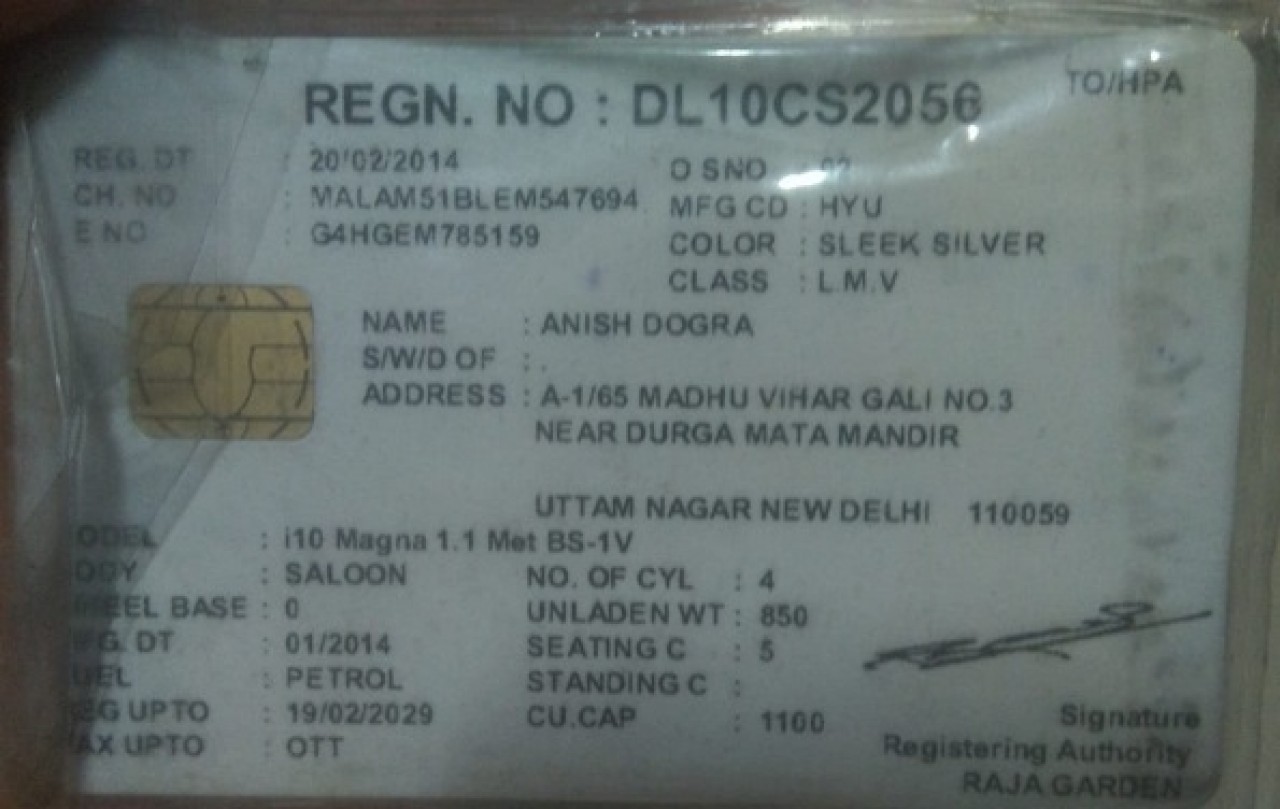 TO/HPA
REGN. NO : DL10CS2056
REG. DT : 20/02/2014
O SNO : 02
CH. NO : MALAM51BLEM547694
MFG CD : HYU
E NO : G4HGEM785159
COLOR : SLEEK SILVER
CLASS : L.M.V
NAME : ANISH DOGRA
S/W/D OF : .
ADDRESS : A-1/65 MADHU VIHAR GALI NO.3
NEAR DURGA MATA MANDIR
UTTAM NAGAR NEW DELHI 110059
ODEL : i10 Magna 1.1 Met BS-1V
ODY : SALOON
NO. OF CYL : 4
EEL BASE : 0
UNLADEN WT : 850
FG. DT : 01/2014
SEATING C : 5
UEL : PETROL
STANDING C :
EG UPTO : 19/02/2029
CU.CAP : 1100
AX UPTO : OTT
Signature
Registering Authority
RAJA GARDEN